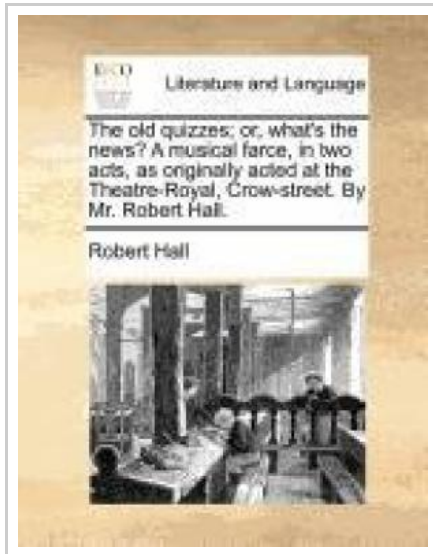 ECCO
Literature and Language
The old quizzes; or, what's the
news? A musical farce, in two
acts, as originally acted at the
Theatre-Royal, Crow-street. By
Mr. Robert Hall.
Robert Hall